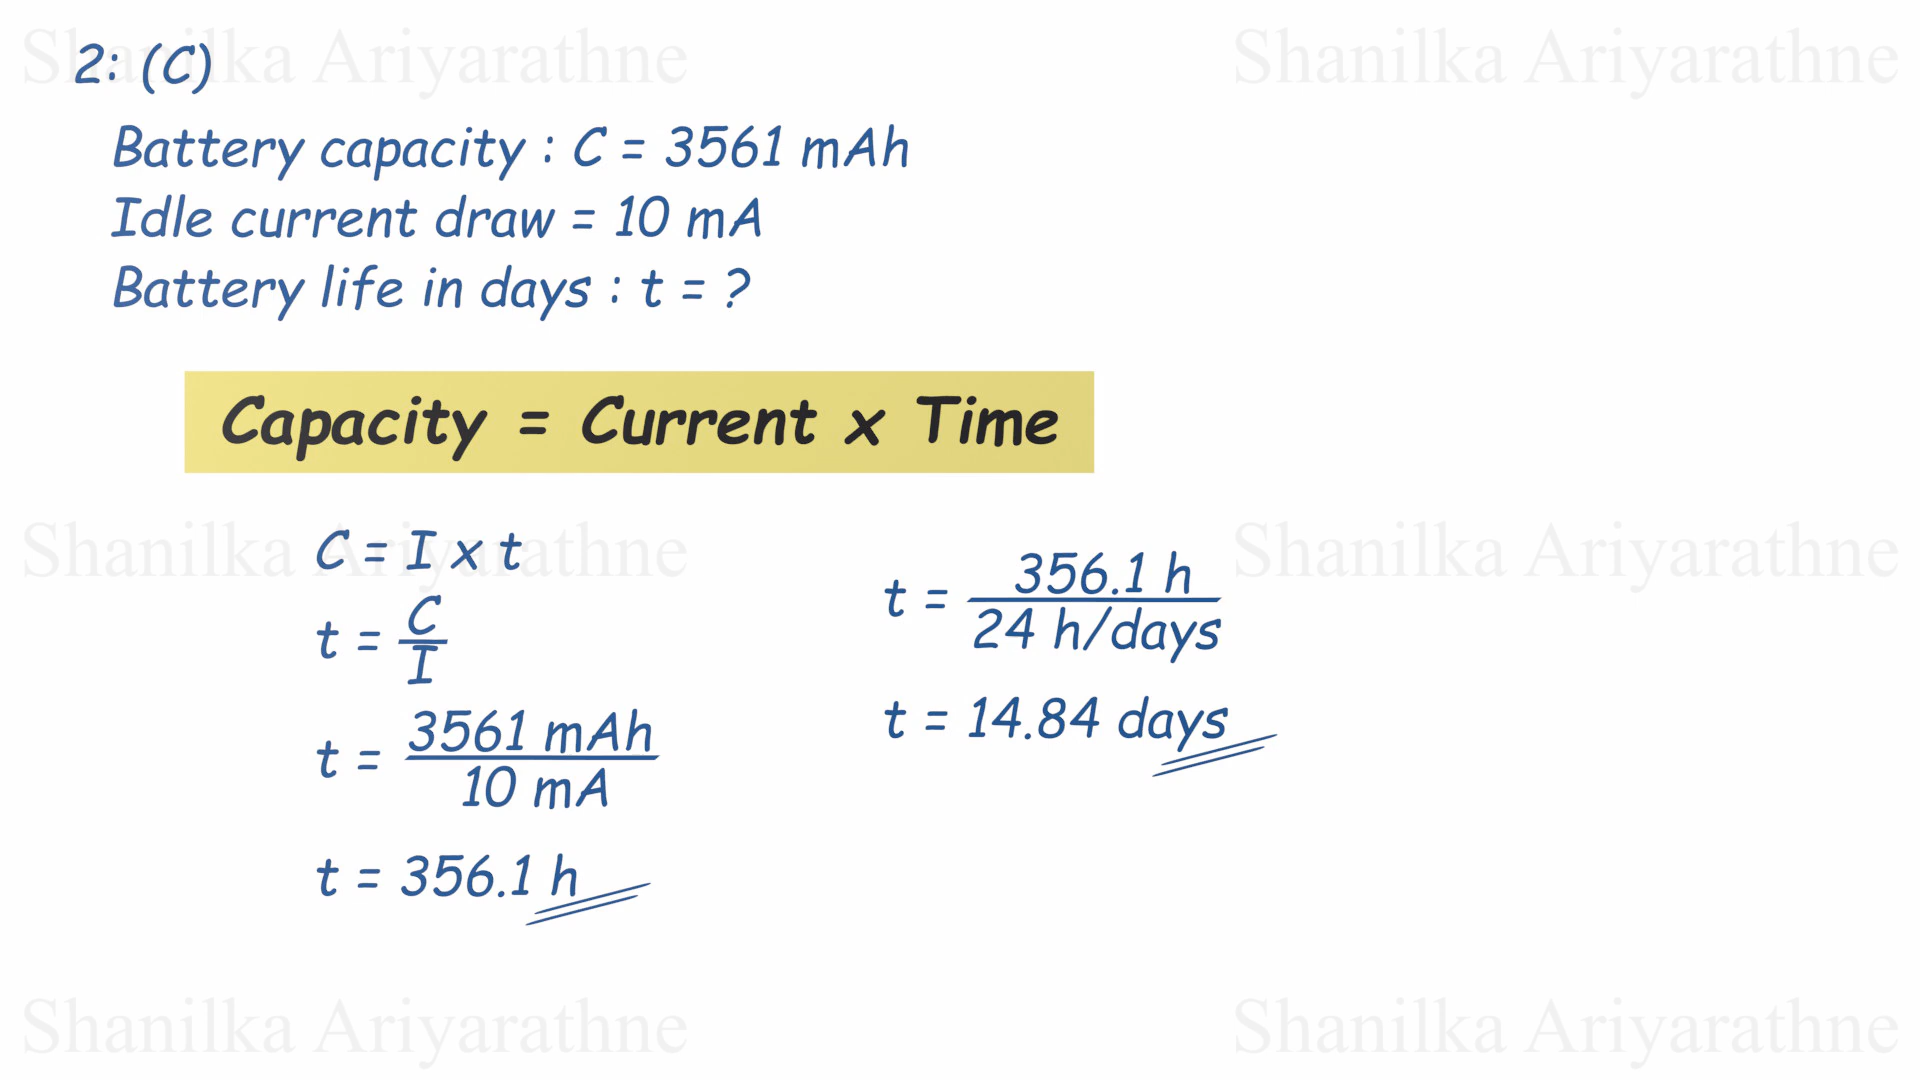 Shanilka Ariyarathne
Shanilka Ariyarathne
2: (C)
Battery capacity : C = 3561 mAh
Idle current draw = 10 mA
Battery life in days : t = ?
Capacity = Current x Time
Shanilka Ariyarathne
Shanilka Ariyarathne
C = I x t
t = C
I
t = 3561 mAh
10 mA
t = 356.1 h
t = 356.1 h
24 h/days
t = 14.84 days
Shanilka Ariyarathne
Shanilka Ariyarathne